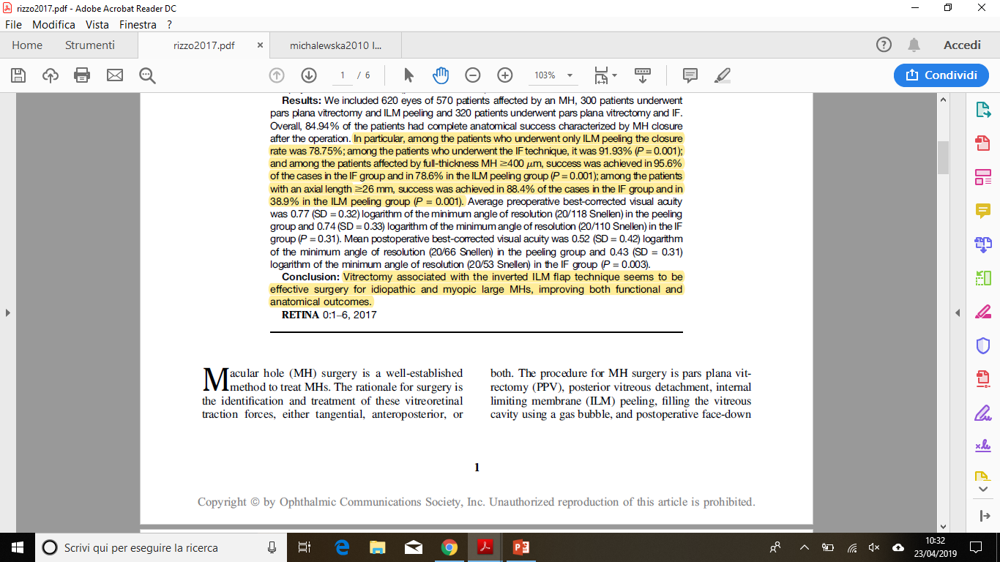 rizzo2017.pdf - Adobe Acrobat Reader DC
File Modifica Vista Finestra ?
Home Strumenti rizzo2017.pdf × michalewska2010 I... Accedi
1 / 6 103% Condividi
Results: We included 620 eyes of 570 patients affected by an MH, 300 patients underwent
pars plana vitrectomy and ILM peeling and 320 patients underwent pars plana vitrectomy and IF.
Overall, 84.94% of the patients had complete anatomical success characterized by MH closure
after the operation. In particular, among the patients who underwent only ILM peeling the closure
rate was 78.75%; among the patients who underwent the IF technique, it was 91.93% (P = 0.001);
and among the patients affected by full-thickness MH ≥400 μm, success was achieved in 95.6%
of the cases in the IF group and in 78.6% in the ILM peeling group (P = 0.001); among the patients
with an axial length ≥26 mm, success was achieved in 88.4% of the cases in the IF group and in
38.9% in the ILM peeling group (P = 0.001). Average preoperative best-corrected visual acuity
was 0.77 (SD = 0.32) logarithm of the minimum angle of resolution (20/118 Snellen) in the peeling
group and 0.74 (SD = 0.33) logarithm of the minimum angle of resolution (20/110 Snellen) in the IF
group (P = 0.31). Mean postoperative best-corrected visual acuity was 0.52 (SD = 0.42) logarithm
of the minimum angle of resolution (20/66 Snellen) in the peeling group and 0.43 (SD = 0.31)
logarithm of the minimum angle of resolution (20/53 Snellen) in the IF group (P = 0.003).
Conclusion: Vitrectomy associated with the inverted ILM flap technique seems to be
effective surgery for idiopathic and myopic large MHs, improving both functional and
anatomical outcomes.
RETINA 0:1–6, 2017
Macular hole (MH) surgery is a well-established
method to treat MHs. The rationale for surgery is
the identification and treatment of these vitreoretinal
traction forces, either tangential, anteroposterior, or
both. The procedure for MH surgery is pars plana vit-
rectomy (PPV), posterior vitreous detachment, internal
limiting membrane (ILM) peeling, filling the vitreous
cavity using a gas bubble, and postoperative face-down
1
Copyright © by Ophthalmic Communications Society, Inc. Unauthorized reproduction of this article is prohibited.
Scrivi qui per eseguire la ricerca
10:32
23/04/2019